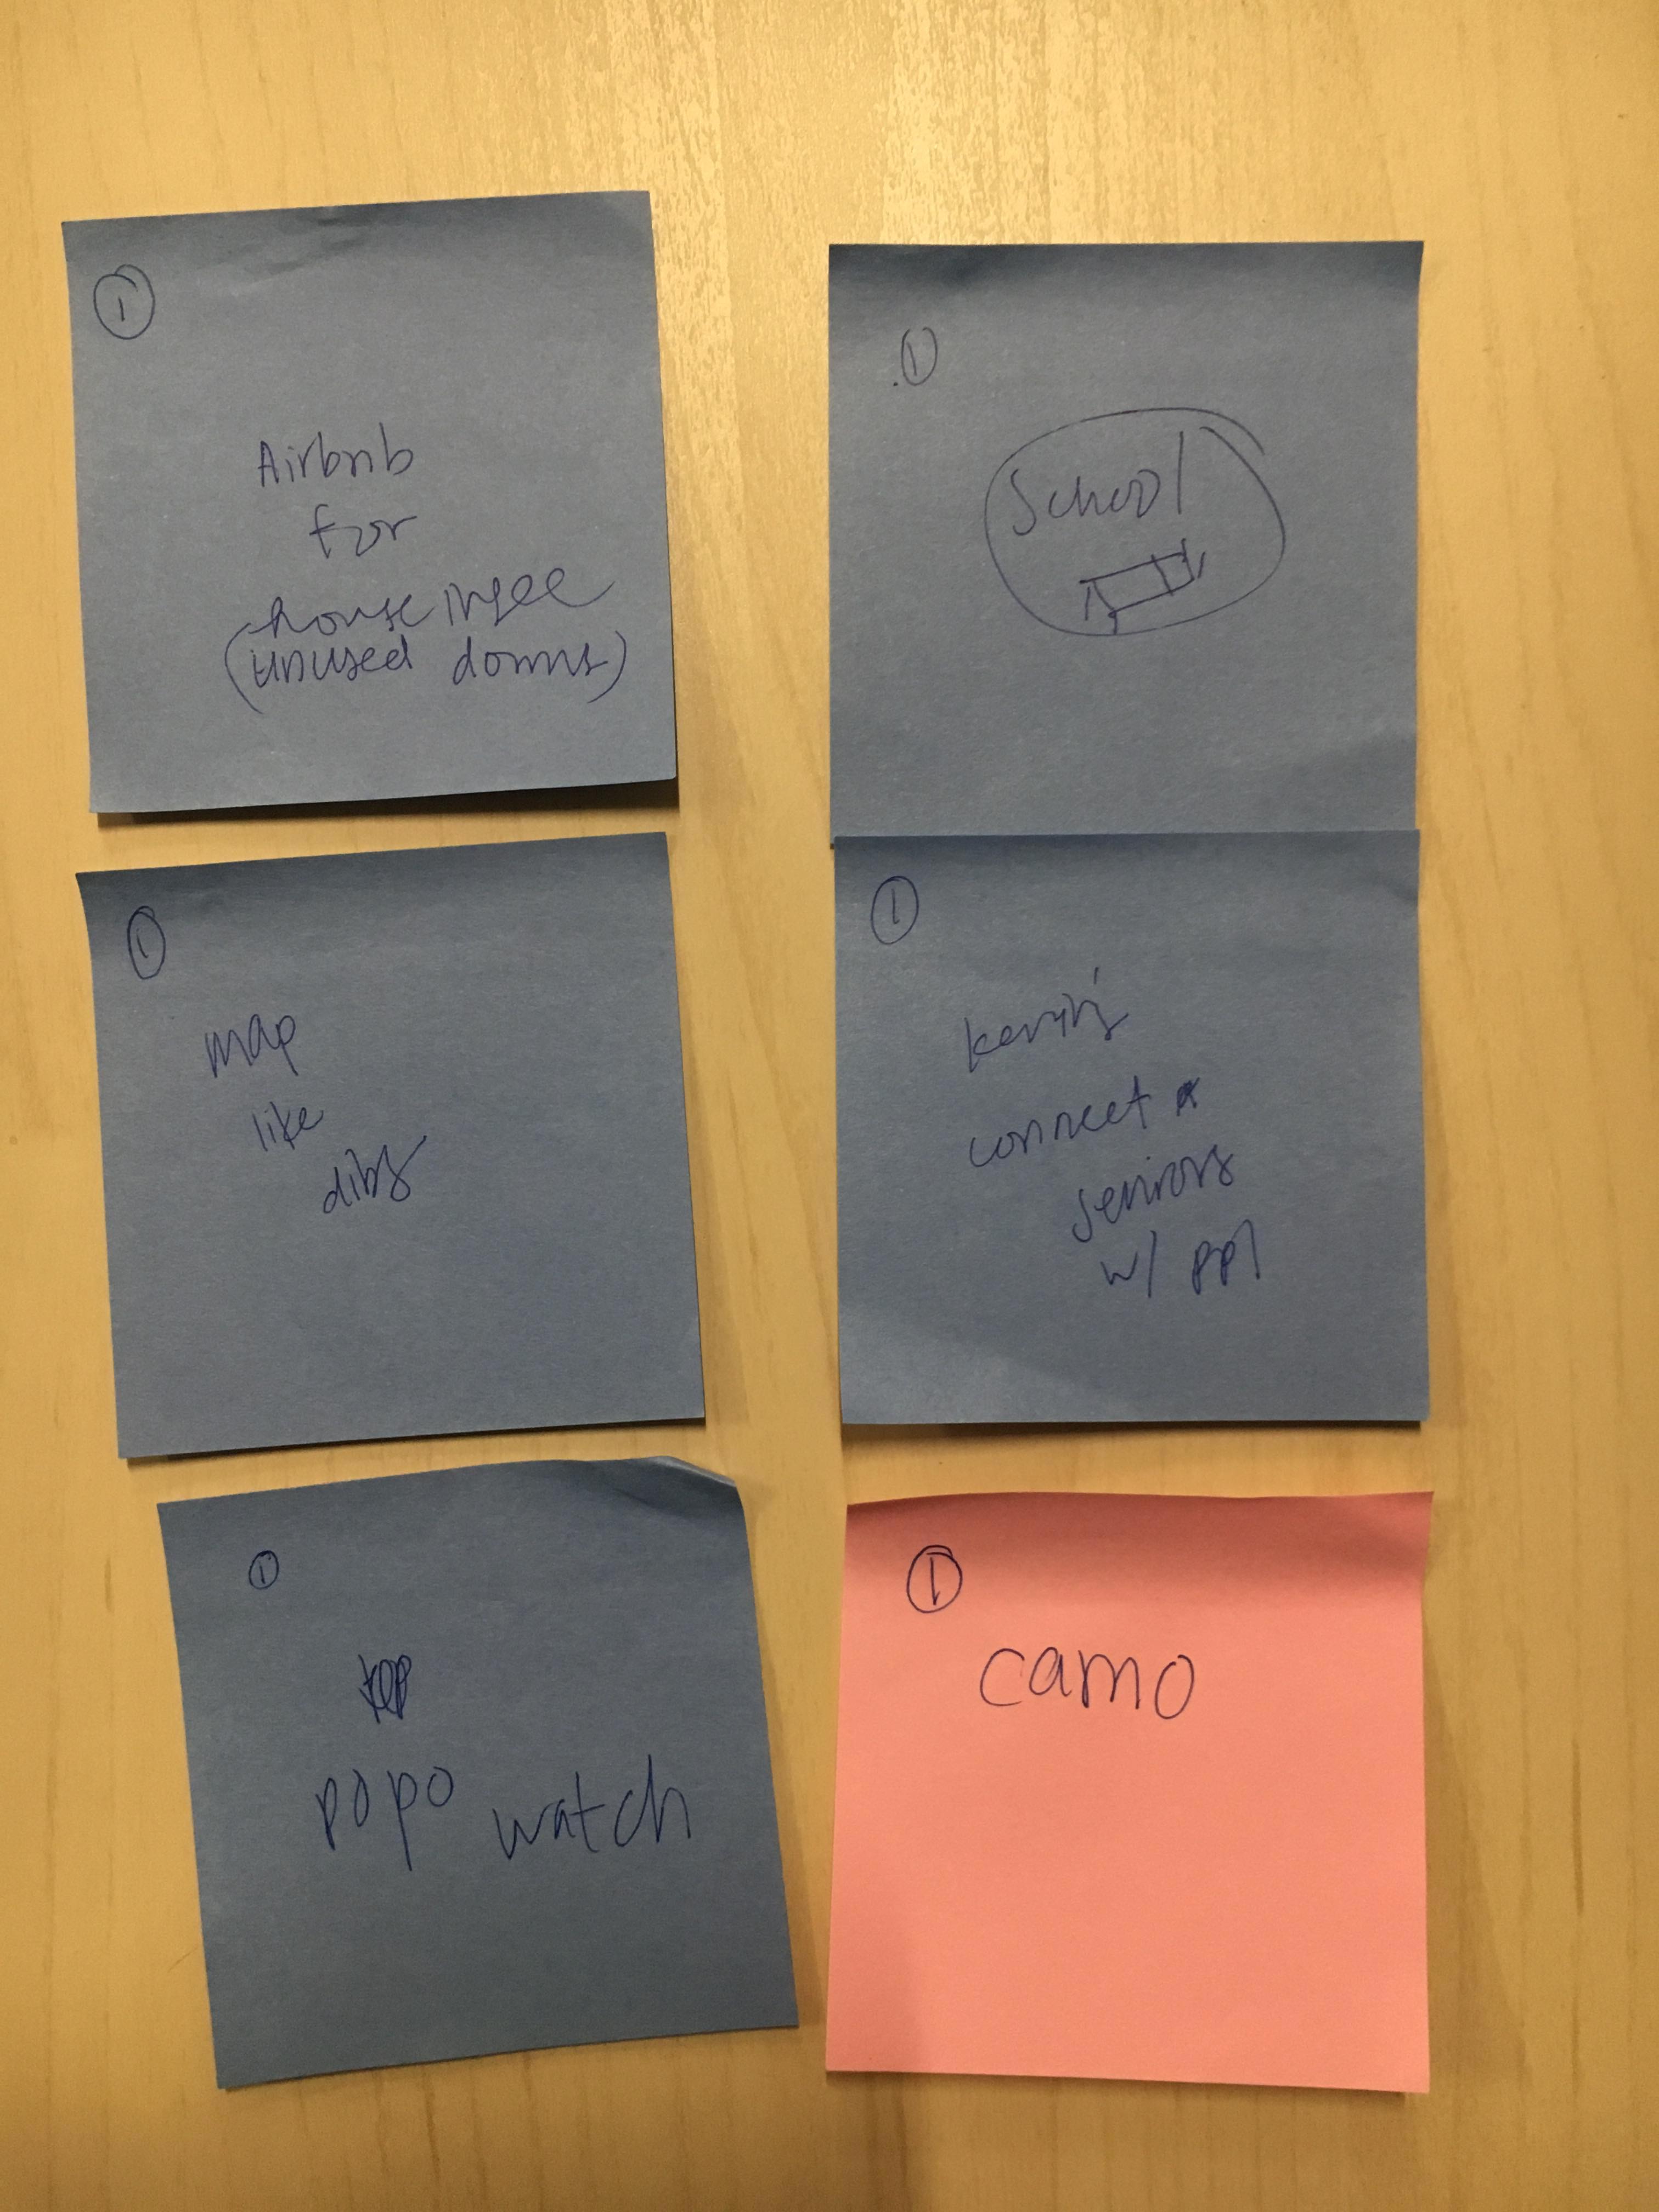 ①
Airbnb
for
house
(unused dorms)
①
School
①
map
like
dibs
①
kevin's
connect
seniors
w/ ppl
①
popo watch
①
camo